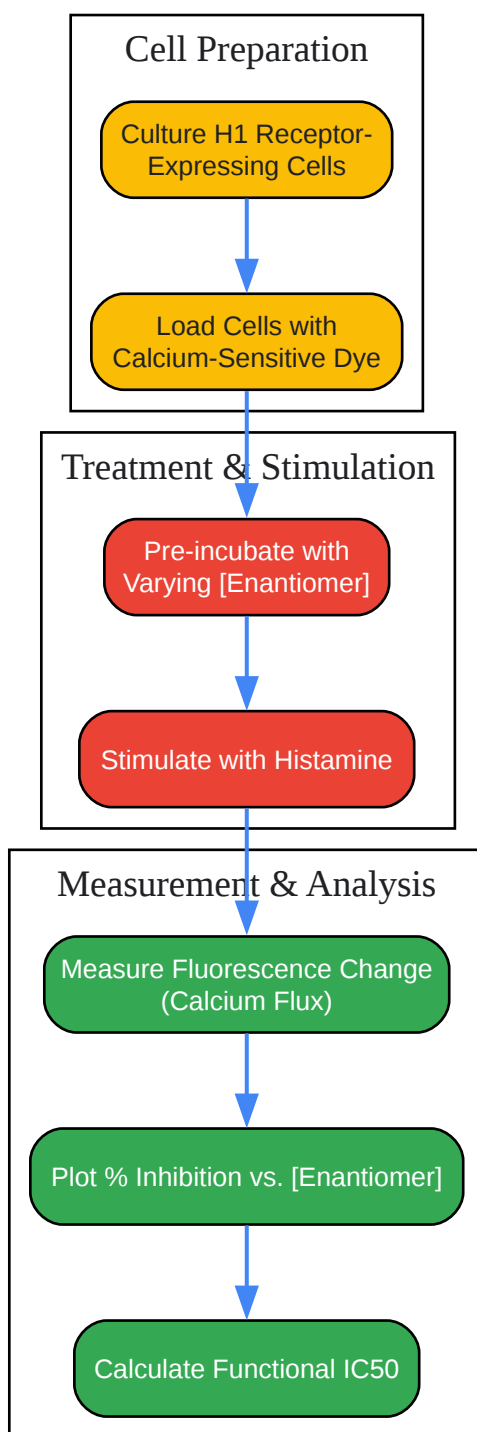 Cell Preparation
Culture H1 Receptor-
Expressing Cells
Load Cells with
Calcium-Sensitive Dye
Treatment & Stimulation
Pre-incubate with
Varying [Enantiomer]
Stimulate with Histamine
Measurement & Analysis
Measure Fluorescence Change
(Calcium Flux)
Plot % Inhibition vs. [Enantiomer]
Calculate Functional IC50